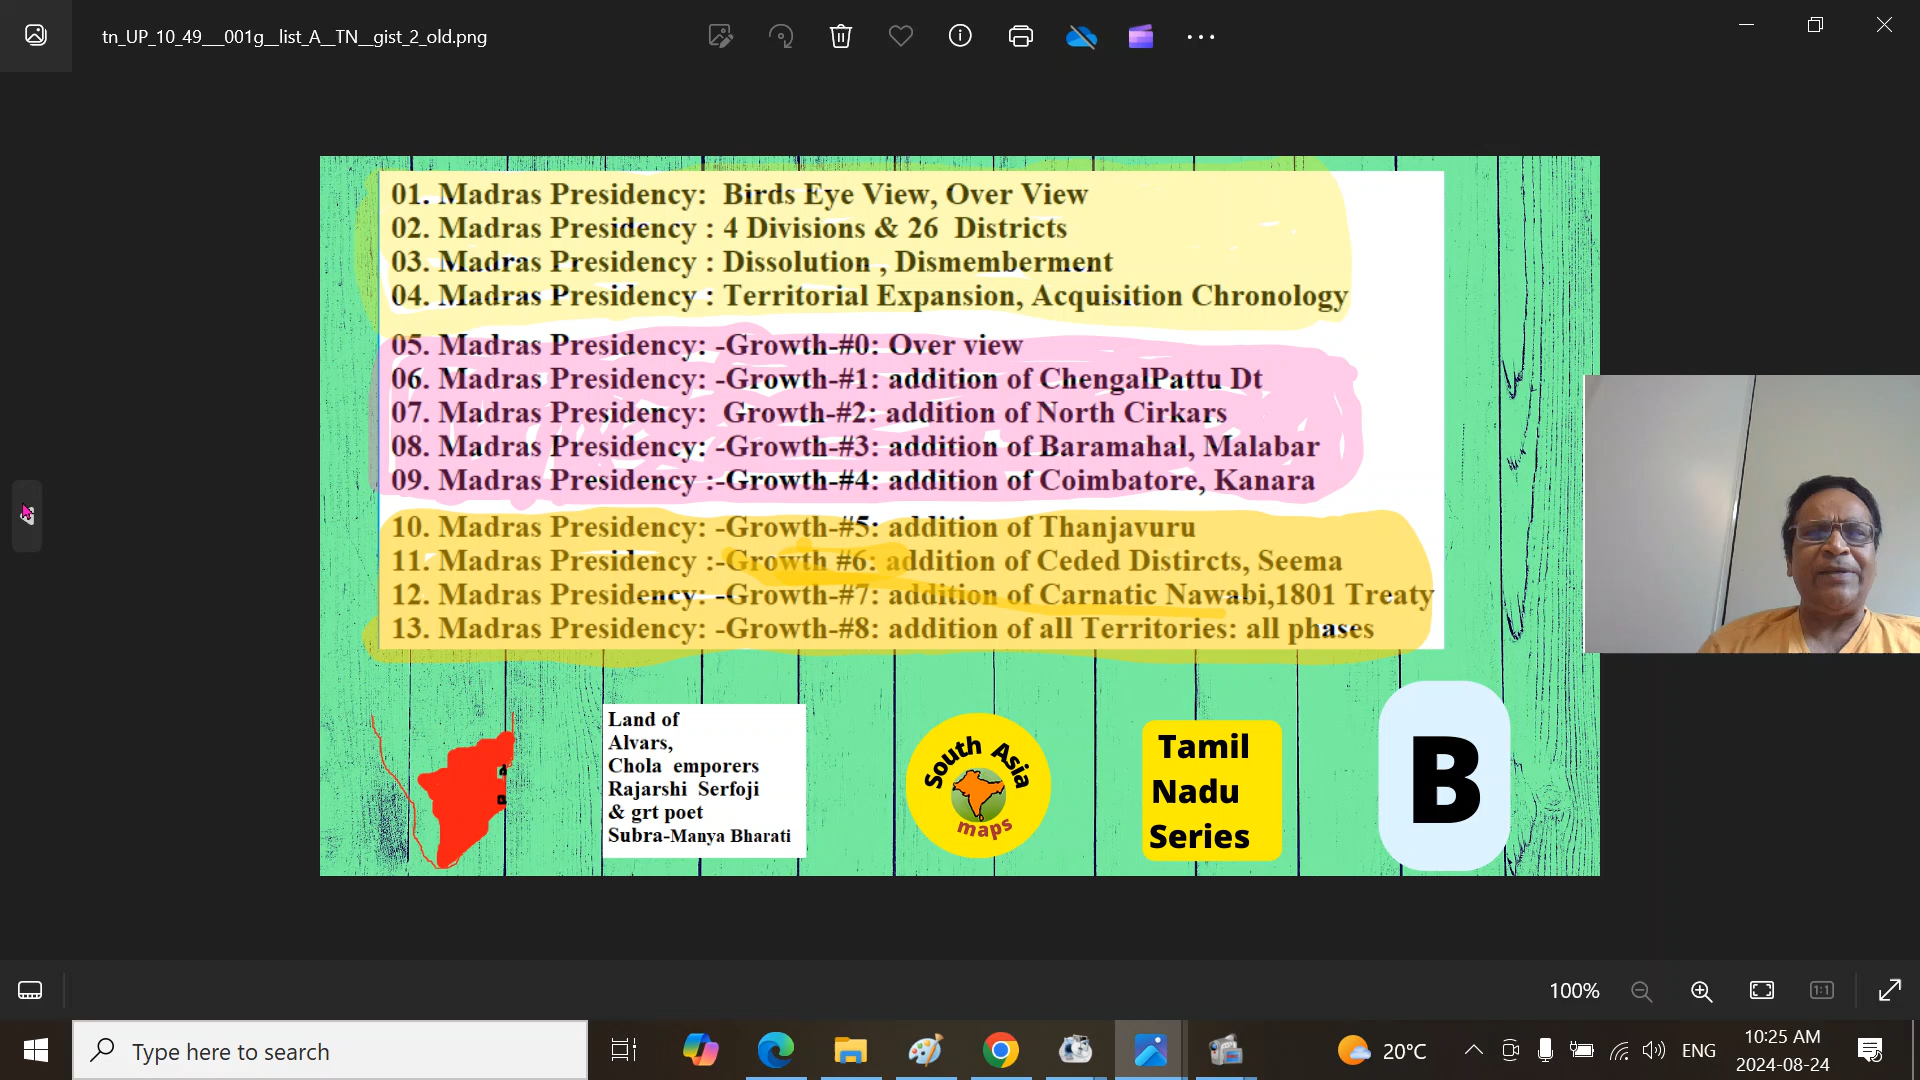 tn_UP_10_49___001g__list_A__TN__gist_2_old.png
01. Madras Presidency:  Birds Eye View, Over View
02. Madras Presidency : 4 Divisions & 26  Districts
03. Madras Presidency : Dissolution , Dismemberment
04. Madras Presidency : Territorial Expansion, Acquisition Chronology
05. Madras Presidency: -Growth-#0: Over view
06. Madras Presidency: -Growth-#1: addition of ChengalPattu Dt
07. Madras Presidency:  Growth-#2: addition of North Cirkars
08. Madras Presidency: -Growth-#3: addition of Baramahal, Malabar
09. Madras Presidency :-Growth-#4: addition of Coimbatore, Kanara
10. Madras Presidency: -Growth-#5: addition of Thanjavuru
11. Madras Presidency :-Growth #6: addition of Ceded Distircts, Seema
12. Madras Presidency: -Growth-#7: addition of Carnatic Nawabi,1801 Treaty
13. Madras Presidency: -Growth-#8: addition of all Territories: all phases
Land of
Alvars,
Chola  emporers
Rajarshi  Serfoji
& grt poet
Subra-Manya Bharati
South Asia
maps
Tamil
Nadu
Series
B
100%
1:1
Type here to search
20°C
ENG
10:25 AM
2024-08-24